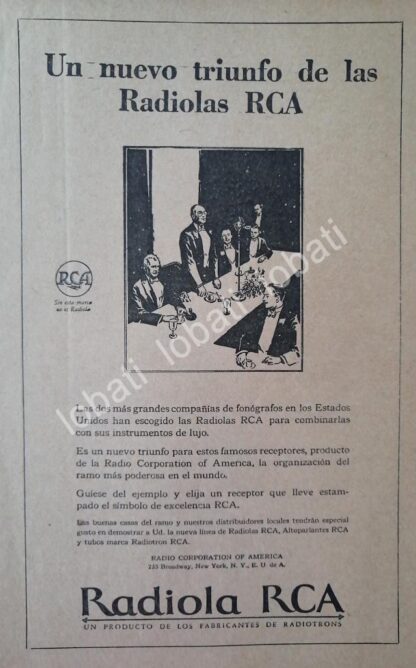 Un nuevo triunfo de las
Radiolas RCA
RCA
Sin esta marca
no es Radiola
lobati lobati lobati
Las dos más grandes compañías de fonógrafos en los Estados
Unidos han escogido las Radiolas RCA para combinarlas
con sus instrumentos de lujo.
Es un nuevo triunfo para estos famosos receptores, producto
de la Radio Corporation of America, la organización del
ramo más poderosa en el mundo.
Guíese del ejemplo y elija un receptor que lleve estam-
pado el símbolo de excelencia RCA.
Las buenas casas del ramo y nuestros distribuidores locales tendrán especial
gusto en demostrar a Ud. la nueva línea de Radiolas RCA, Altoparlantes RCA
y tubos marca Radiotron RCA.
RADIO CORPORATION OF AMERICA
233 Broadway, New York, N. Y., E. U de A.
Radiola RCA
UN PRODUCTO DE LOS FABRICANTES DE RADIOTRONS